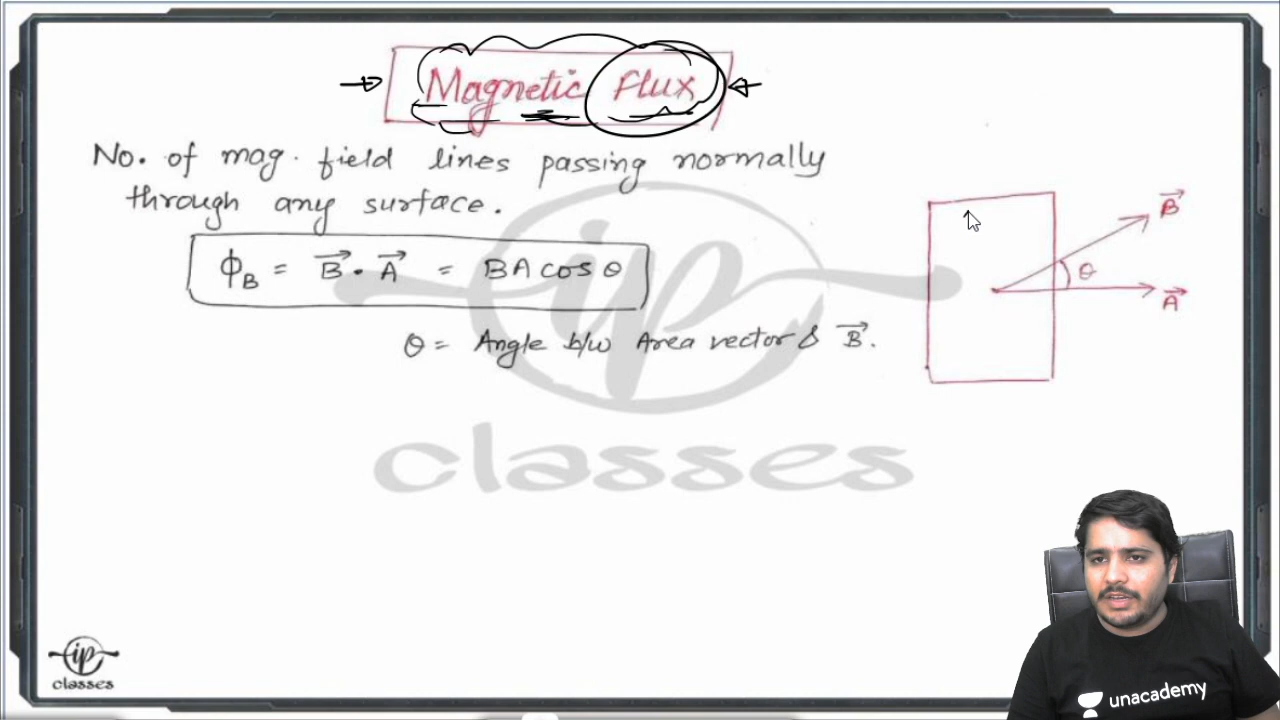 Magnetic Flux
No. of mag. field lines passing normally
through any surface.
ϕB = B⃗ • A⃗ = BA cos θ
θ = Angle b/w Area vector & B⃗.
B⃗
θ
A⃗
ip
classes
ip
classes
unacademy